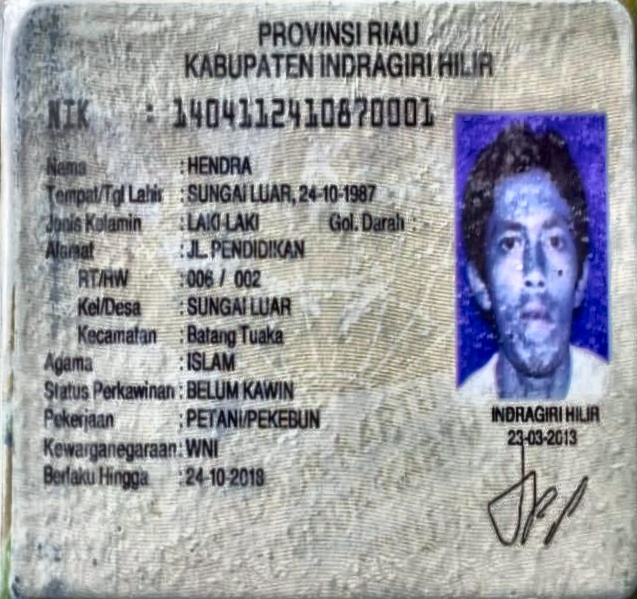 PROVINSI RIAU
KABUPATEN INDRAGIRI HILIR
NIK : 1404112410870001
Nama : HENDRA
Tempat/Tgl Lahir : SUNGAI LUAR, 24-10-1987
Jenis Kelamin : LAKI-LAKI Gol. Darah :
Alamat : JL. PENDIDIKAN
RT/RW : 006 / 002
Kel/Desa : SUNGAI LUAR
Kecamatan : Batang Tuaka
Agama : ISLAM
Status Perkawinan : BELUM KAWIN
Pekerjaan : PETANI/PEKEBUN
Kewarganegaraan: WNI
Berlaku Hingga : 24-10-2018
INDRAGIRI HILIR
23-03-2013